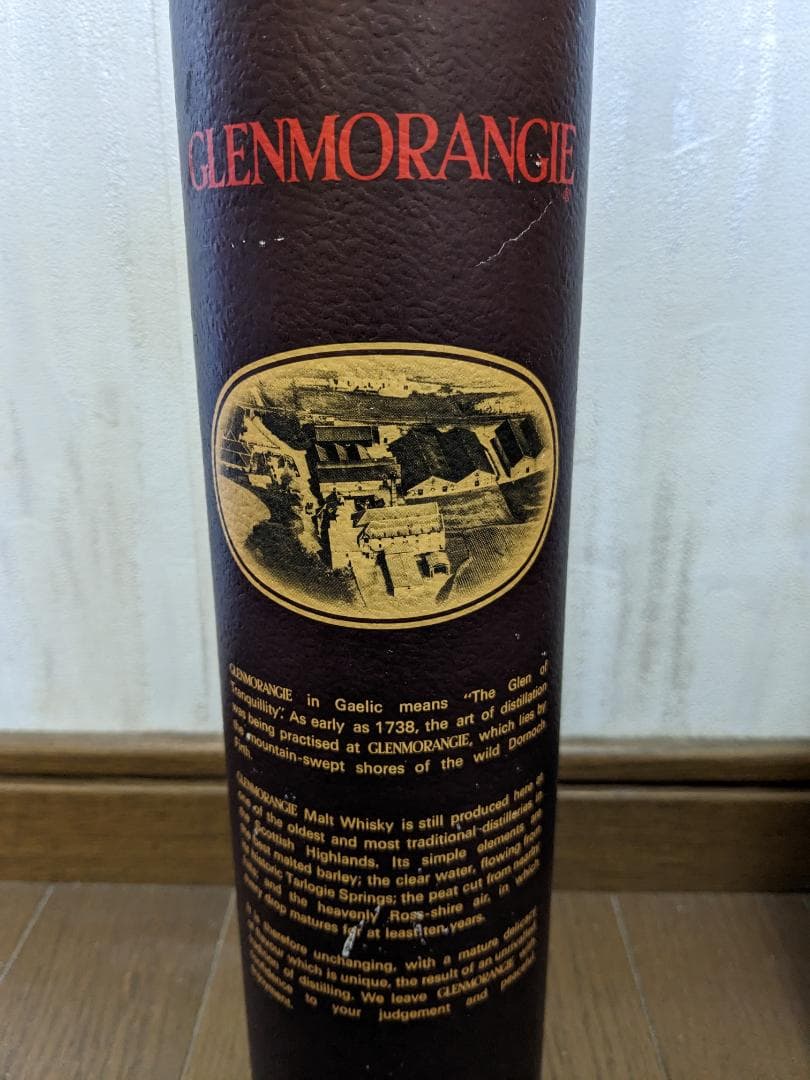 GLENMORANGIE
GLENMORANGIE in Gaelic means "The Glen of
Tranquillity". As early as 1738, the art of distillation
was being practised at GLENMORANGIE, which lies by
the mountain-swept shores of the wild Dornoch
Firth.
GLENMORANGIE Malt Whisky is still produced here at
one of the oldest and most traditional distilleries in
the Scottish Highlands. Its simple elements
the best malted barley; the clear water, flowing from
historic Tarlogie Springs; the peat cut from nearby
and the heavenly Ross-shire air, in which
every drop matures for at least ten years.
It is therefore unchanging, with a mature delicacy
of flavour which is unique, the result of an unrivalled
of distilling. We leave GLENMORANGIE with
confidence to your judgement and peaceful
enjoyment.